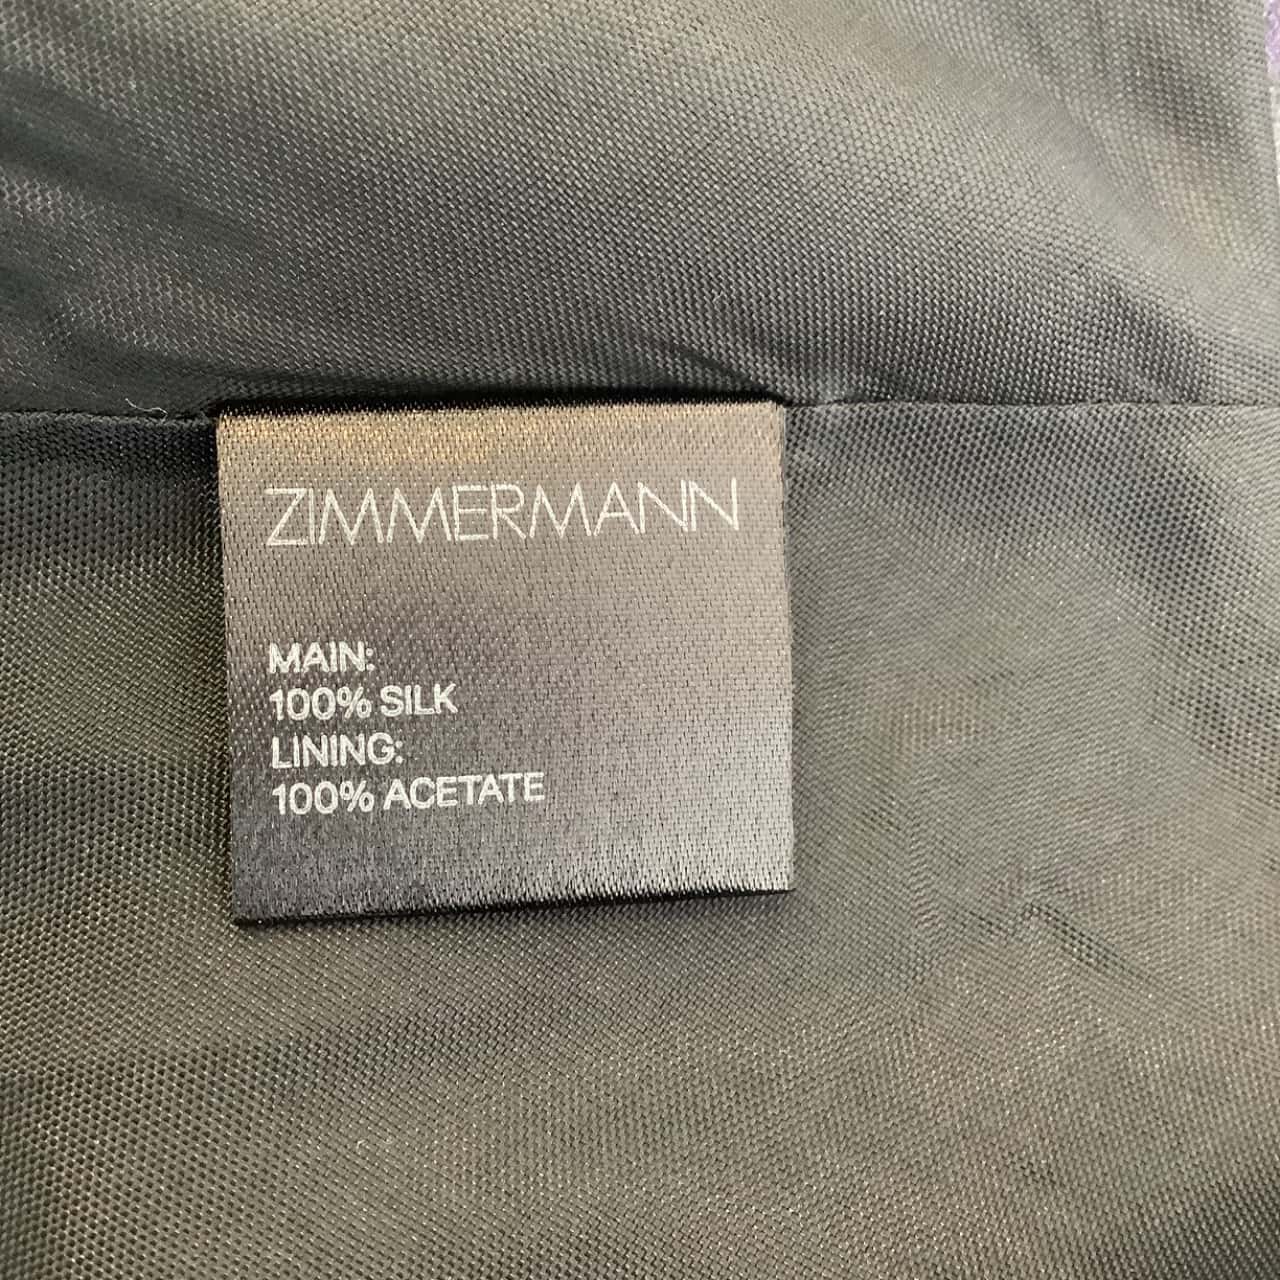 ZIMMERMANN
MAIN:
100% SILK
LINING:
100% ACETATE